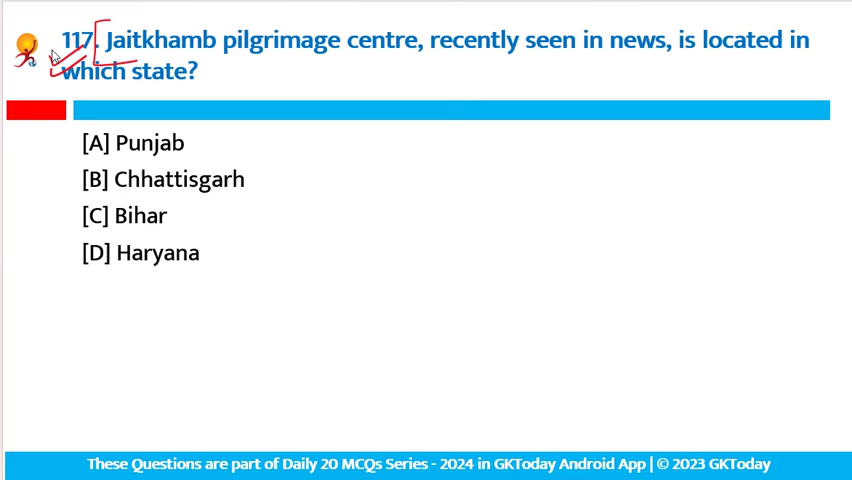 117. Jaitkhamb pilgrimage centre, recently seen in news, is located in
which state?
[A] Punjab
[B] Chhattisgarh
[C] Bihar
[D] Haryana
These Questions are part of Daily 20 MCQs Series - 2024 in GKToday Android App | © 2023 GKToday